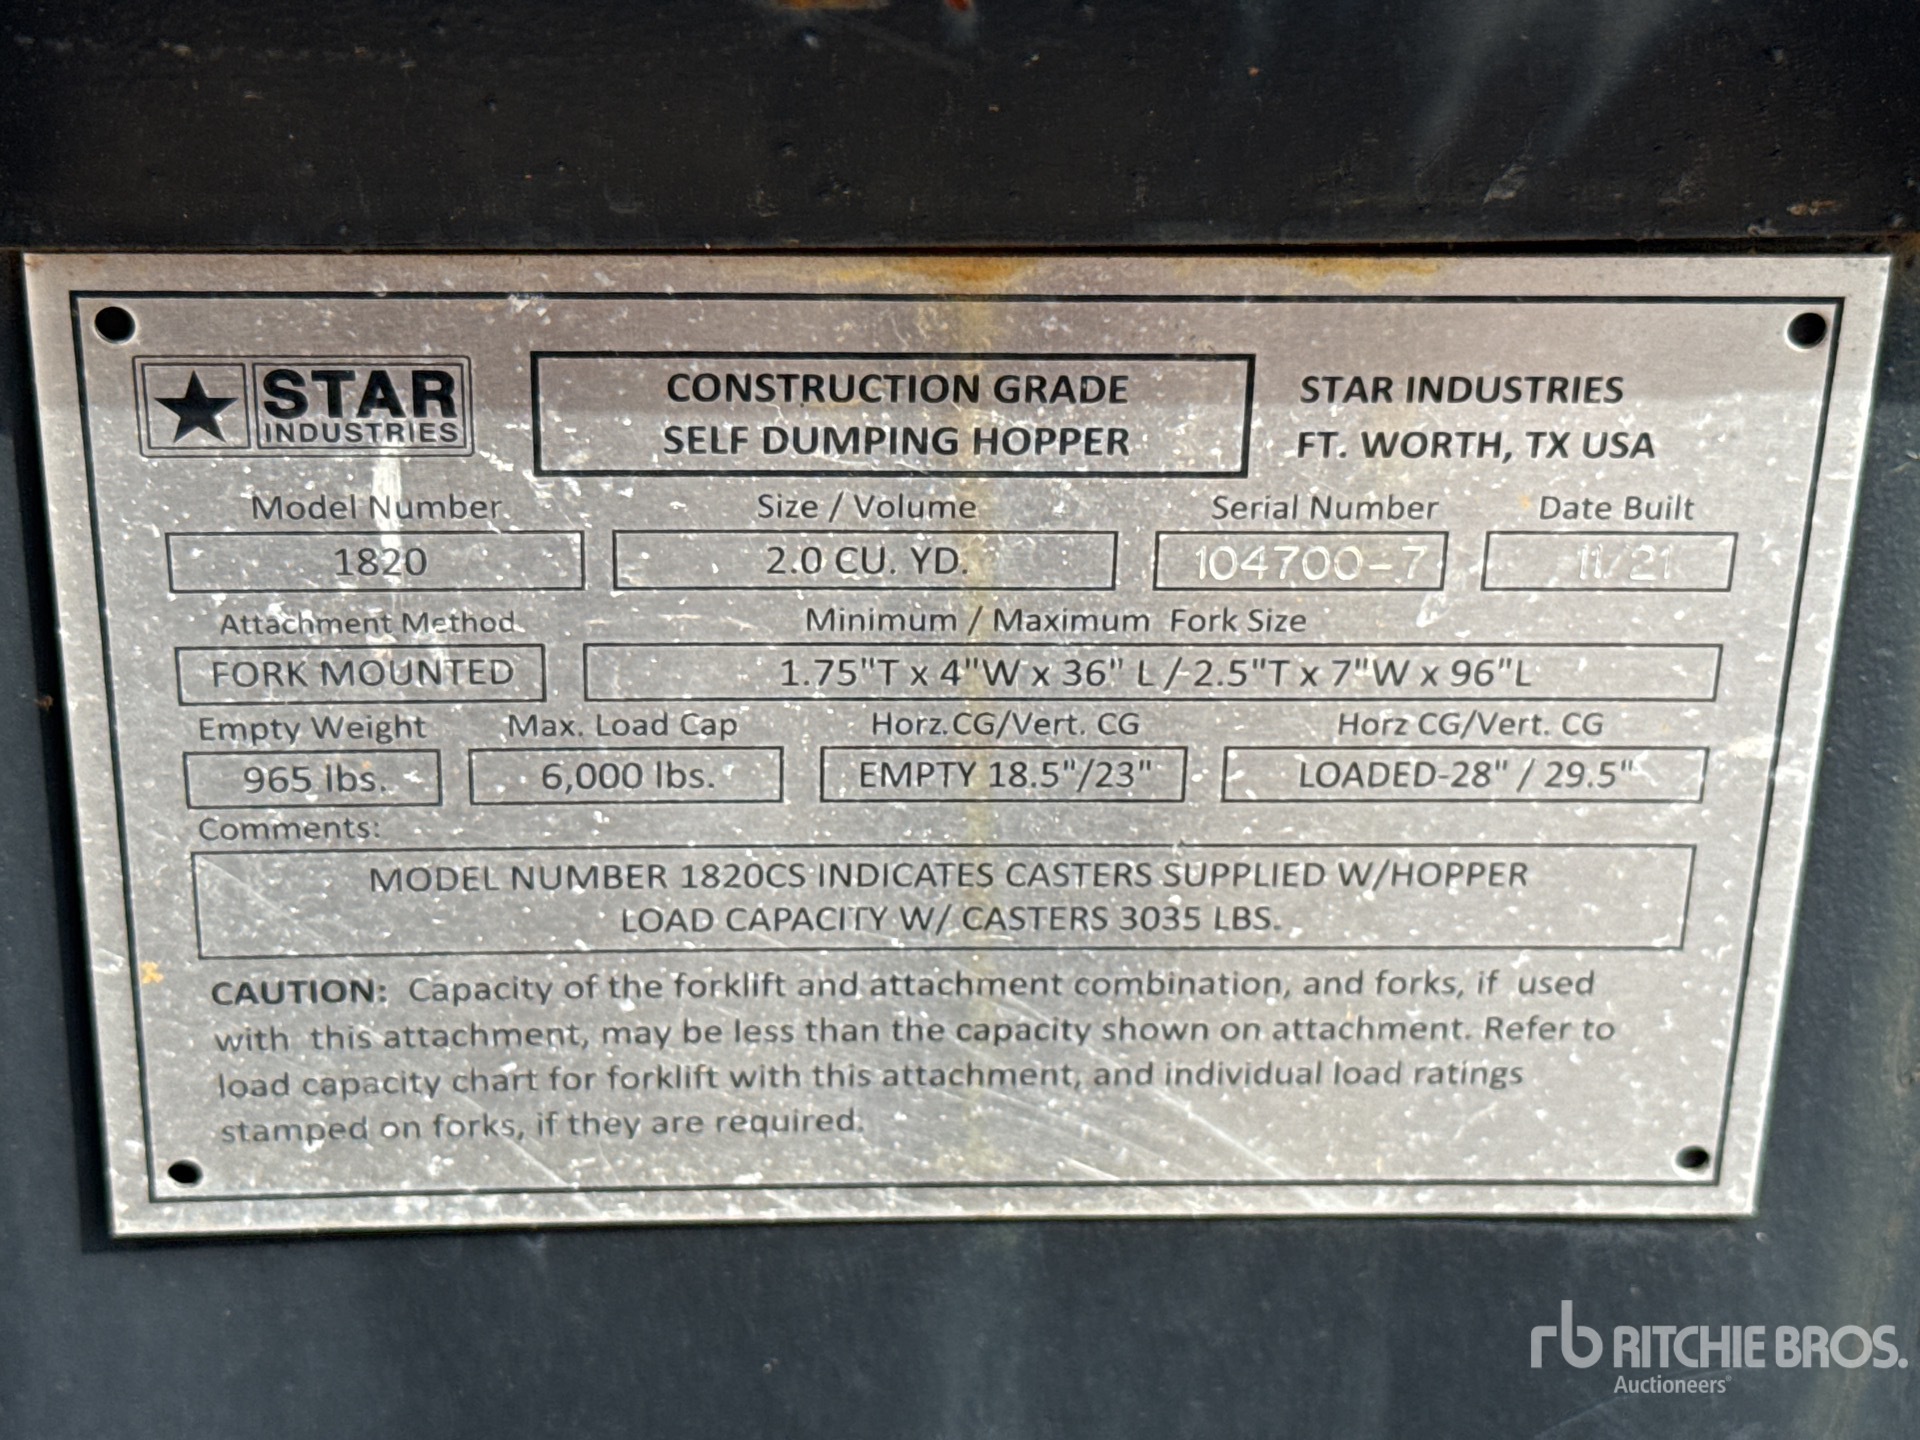 STAR
INDUSTRIES
CONSTRUCTION GRADE
SELF DUMPING HOPPER
STAR INDUSTRIES
FT. WORTH, TX USA
Model Number
1820
Size / Volume
2.0 CU. YD.
Serial Number
104700-7
Date Built
11/21
Attachment Method
FORK MOUNTED
Minimum / Maximum Fork Size
1.75"T x 4"W x 36" L / 2.5"T x 7"W x 96"L
Empty Weight
965 lbs.
Max. Load Cap
6,000 lbs.
Horz.CG/Vert. CG
EMPTY 18.5"/23"
Horz CG/Vert. CG
LOADED-28" / 29.5"
Comments:
MODEL NUMBER 1820CS INDICATES CASTERS SUPPLIED W/HOPPER
LOAD CAPACITY W/ CASTERS 3035 LBS.
CAUTION: Capacity of the forklift and attachment combination, and forks, if used
with this attachment, may be less than the capacity shown on attachment. Refer to
load capacity chart for forklift with this attachment, and individual load ratings
stamped on forks, if they are required.
rb RITCHIE BROS.
Auctioneers